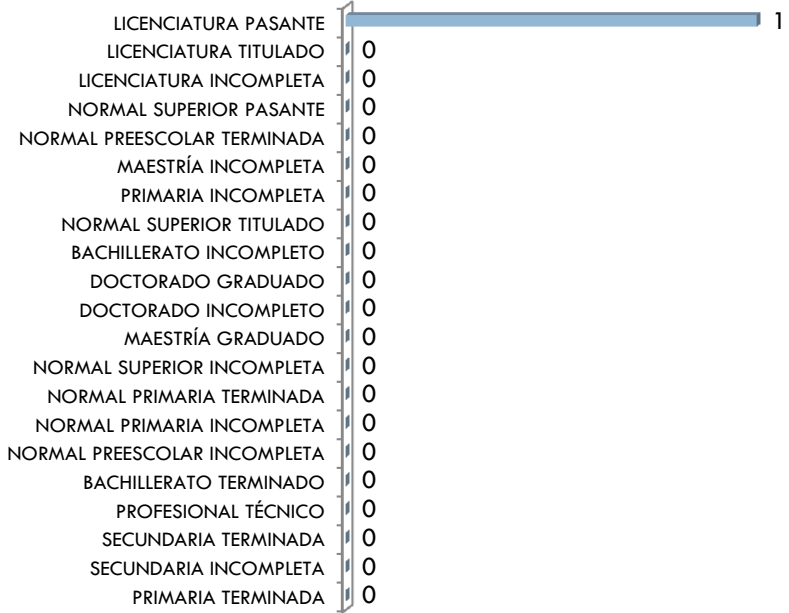 LICENCIATURA PASANTE 1
LICENCIATURA TITULADO 0
LICENCIATURA INCOMPLETA 0
NORMAL SUPERIOR PASANTE 0
NORMAL PREESCOLAR TERMINADA 0
MAESTRÍA INCOMPLETA 0
PRIMARIA INCOMPLETA 0
NORMAL SUPERIOR TITULADO 0
BACHILLERATO INCOMPLETO 0
DOCTORADO GRADUADO 0
DOCTORADO INCOMPLETO 0
MAESTRÍA GRADUADO 0
NORMAL SUPERIOR INCOMPLETA 0
NORMAL PRIMARIA TERMINADA 0
NORMAL PRIMARIA INCOMPLETA 0
NORMAL PREESCOLAR INCOMPLETA 0
BACHILLERATO TERMINADO 0
PROFESIONAL TÉCNICO 0
SECUNDARIA TERMINADA 0
SECUNDARIA INCOMPLETA 0
PRIMARIA TERMINADA 0